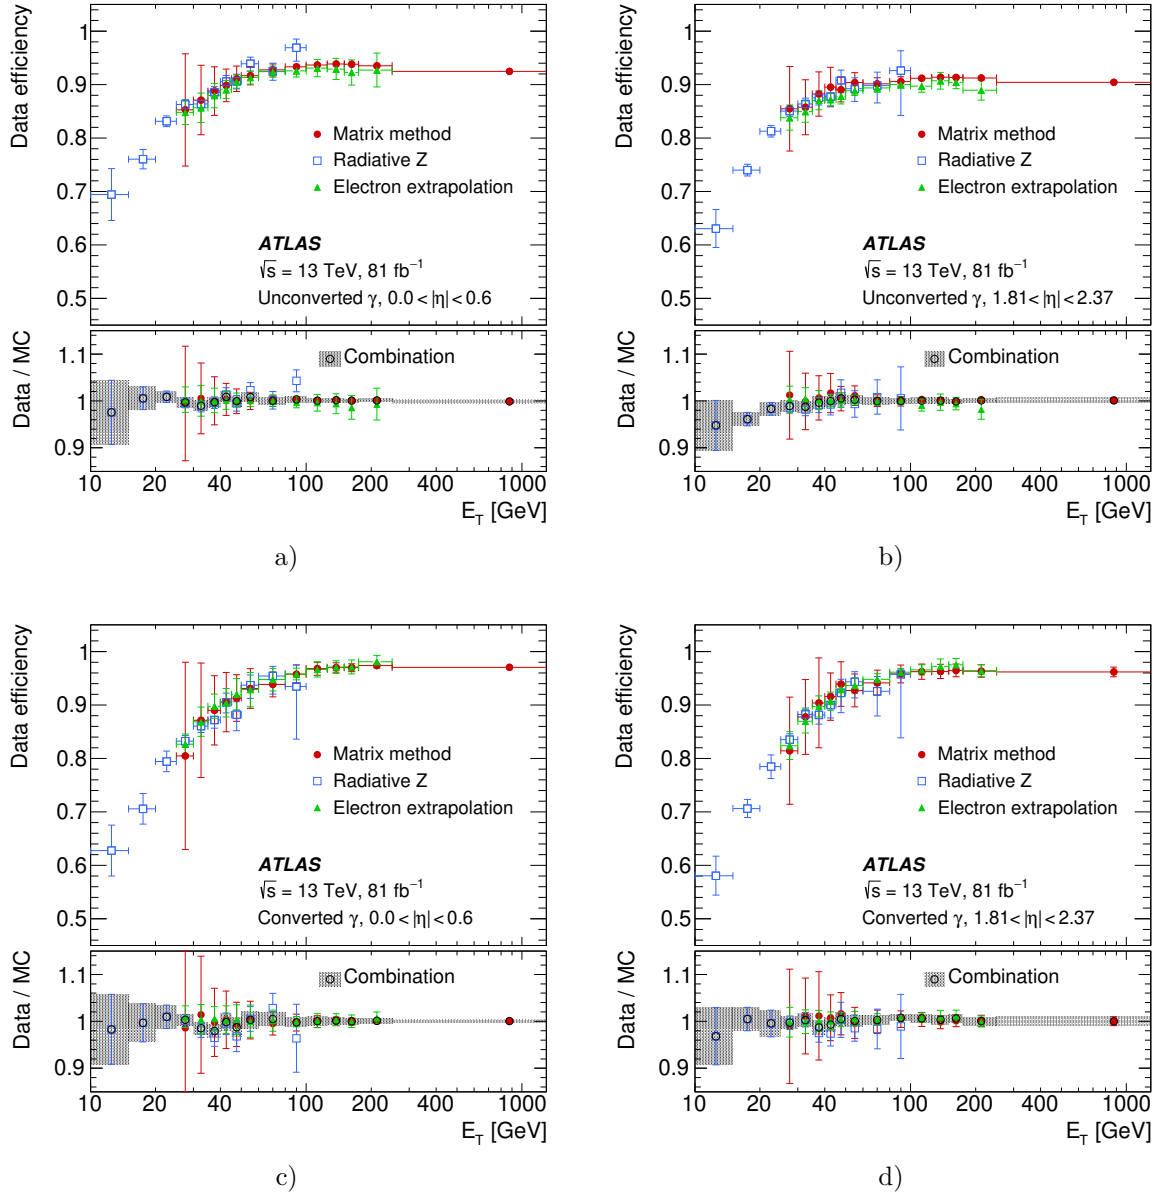 Data efficiency
1
0.9
0.8
0.7
0.6
0.5
Matrix method
Radiative Z
Electron extrapolation
ATLAS
√s = 13 TeV, 81 fb⁻¹
Unconverted γ, 0.0<|η|<0.6
Data / MC
1.1
1
0.9
Combination
10 20 40 100 200 400 1000
E_T [GeV]
a)
Data efficiency
1
0.9
0.8
0.7
0.6
0.5
Matrix method
Radiative Z
Electron extrapolation
ATLAS
√s = 13 TeV, 81 fb⁻¹
Unconverted γ, 1.81<|η|<2.37
Data / MC
1.1
1
0.9
Combination
10 20 40 100 200 400 1000
E_T [GeV]
b)
Data efficiency
1
0.9
0.8
0.7
0.6
0.5
Matrix method
Radiative Z
Electron extrapolation
ATLAS
√s = 13 TeV, 81 fb⁻¹
Converted γ, 0.0<|η|<0.6
Data / MC
1.1
1
0.9
Combination
10 20 40 100 200 400 1000
E_T [GeV]
c)
Data efficiency
1
0.9
0.8
0.7
0.6
0.5
Matrix method
Radiative Z
Electron extrapolation
ATLAS
√s = 13 TeV, 81 fb⁻¹
Converted γ, 1.81<|η|<2.37
Data / MC
1.1
1
0.9
Combination
10 20 40 100 200 400 1000
E_T [GeV]
d)